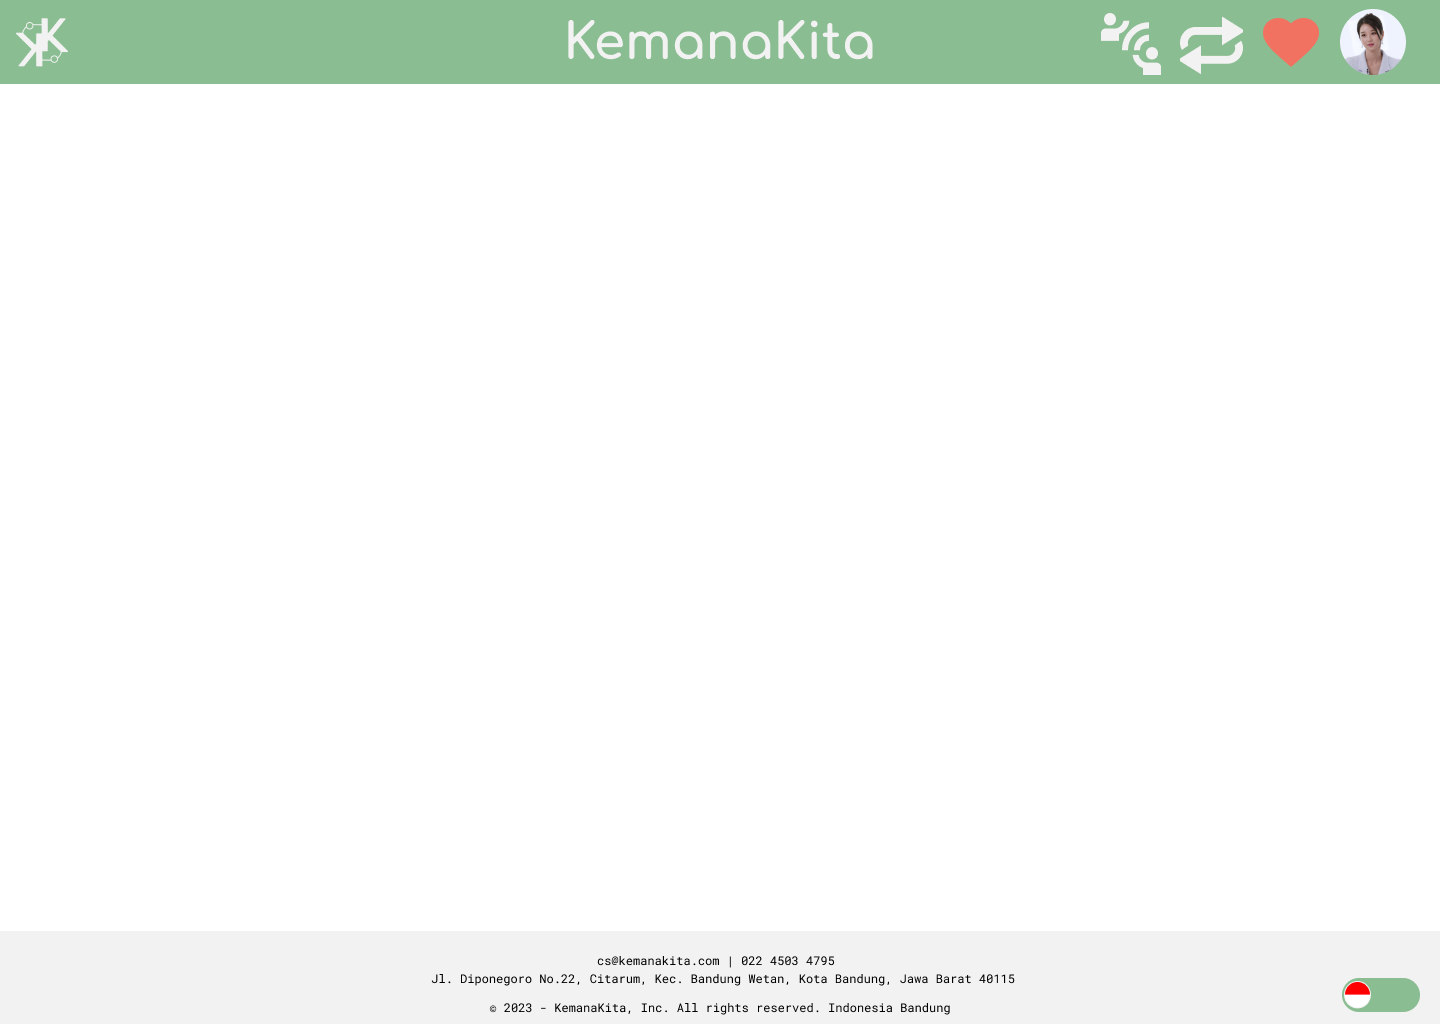 KemanaKita
cs@kemanakita.com | 022 4503 4795
Jl. Diponegoro No.22, Citarum, Kec. Bandung Wetan, Kota Bandung, Jawa Barat 40115
© 2023 - KemanaKita, Inc. All rights reserved. Indonesia Bandung